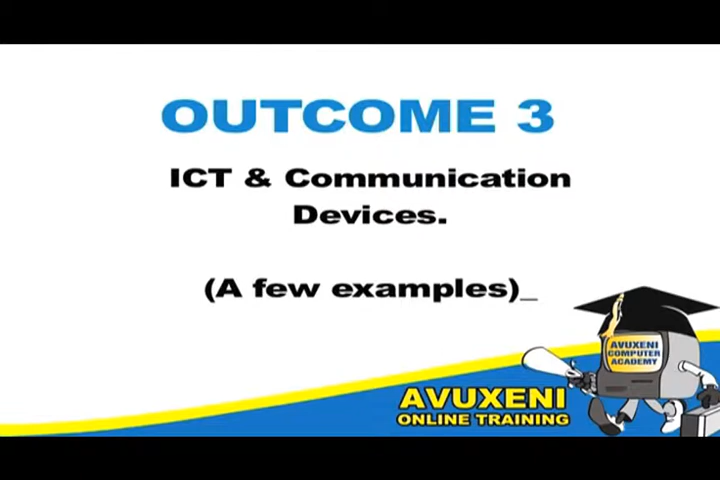 OUTCOME 3
ICT & Communication
Devices.
(A few examples)_
AVUXENI
COMPUTER
ACADEMY
AVUXENI
ONLINE TRAINING